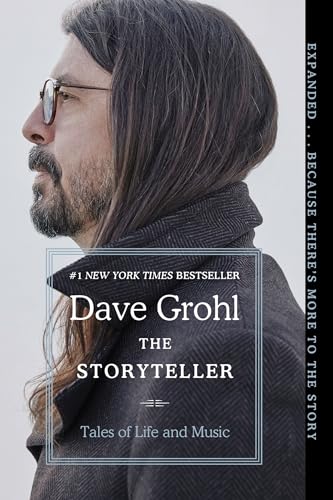 #1 NEW YORK TIMES BESTSELLER
Dave Grohl
THE
STORYTELLER
Tales of Life and Music
EXPANDED . . . BECAUSE THERE'S MORE TO THE STORY